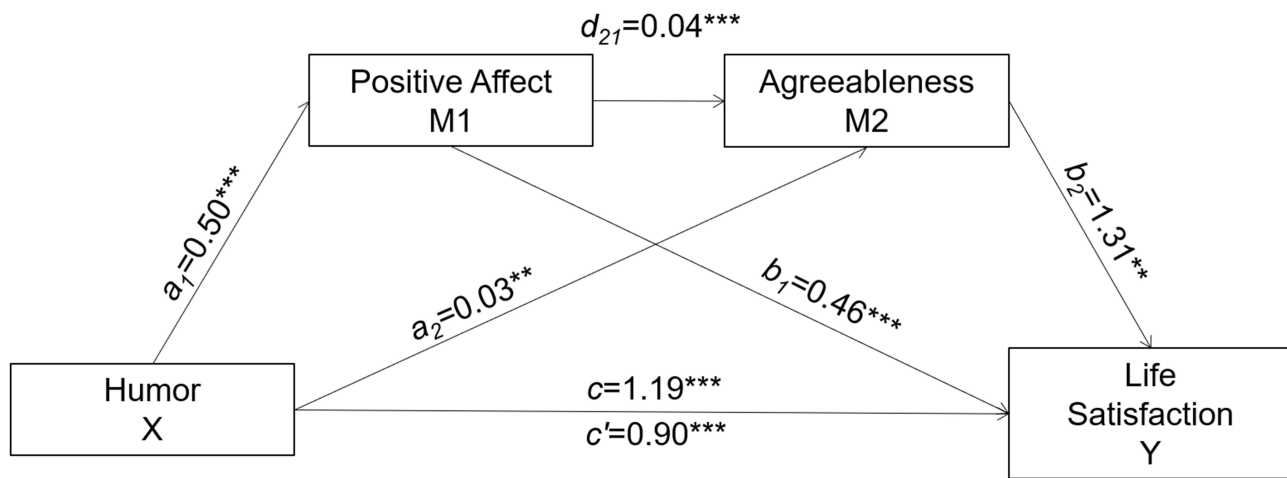 d21=0.04***
Positive Affect
M1
Agreeableness
M2
a1=0.50***
a2=0.03**
b1=0.46***
b2=1.31**
Humor
X
c=1.19***
c'=0.90***
Life
Satisfaction
Y